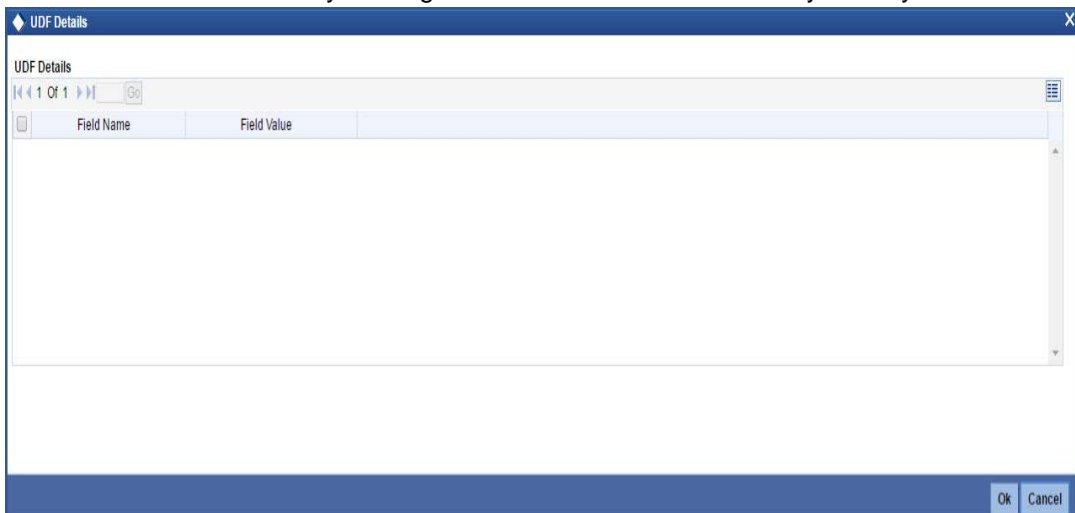 UDF Details X
UDF Details
1 Of 1 Go
Field Name Field Value
Ok Cancel